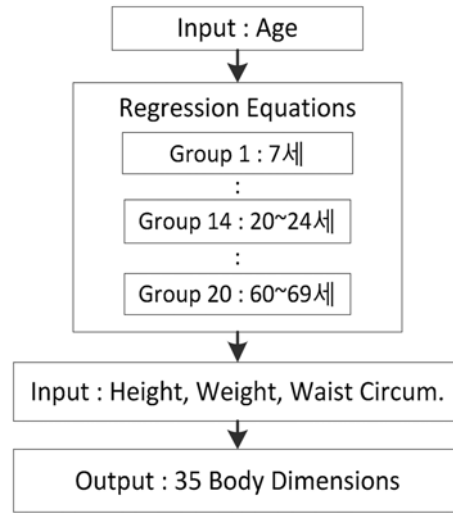 Input : Age
Regression Equations
Group 1 : 7세
:
Group 14 : 20~24세
:
Group 20 : 60~69세
Input : Height, Weight, Waist Circum.
Output : 35 Body Dimensions